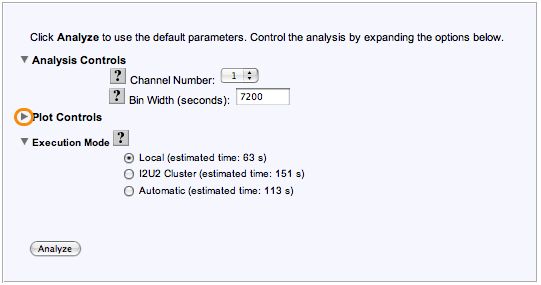 Click Analyze to use the default parameters. Control the analysis by expanding the options below.
Analysis Controls
? Channel Number: 1
? Bin Width (seconds): 7200
Plot Controls
Execution Mode ?
Local (estimated time: 63 s)
I2U2 Cluster (estimated time: 151 s)
Automatic (estimated time: 113 s)
Analyze